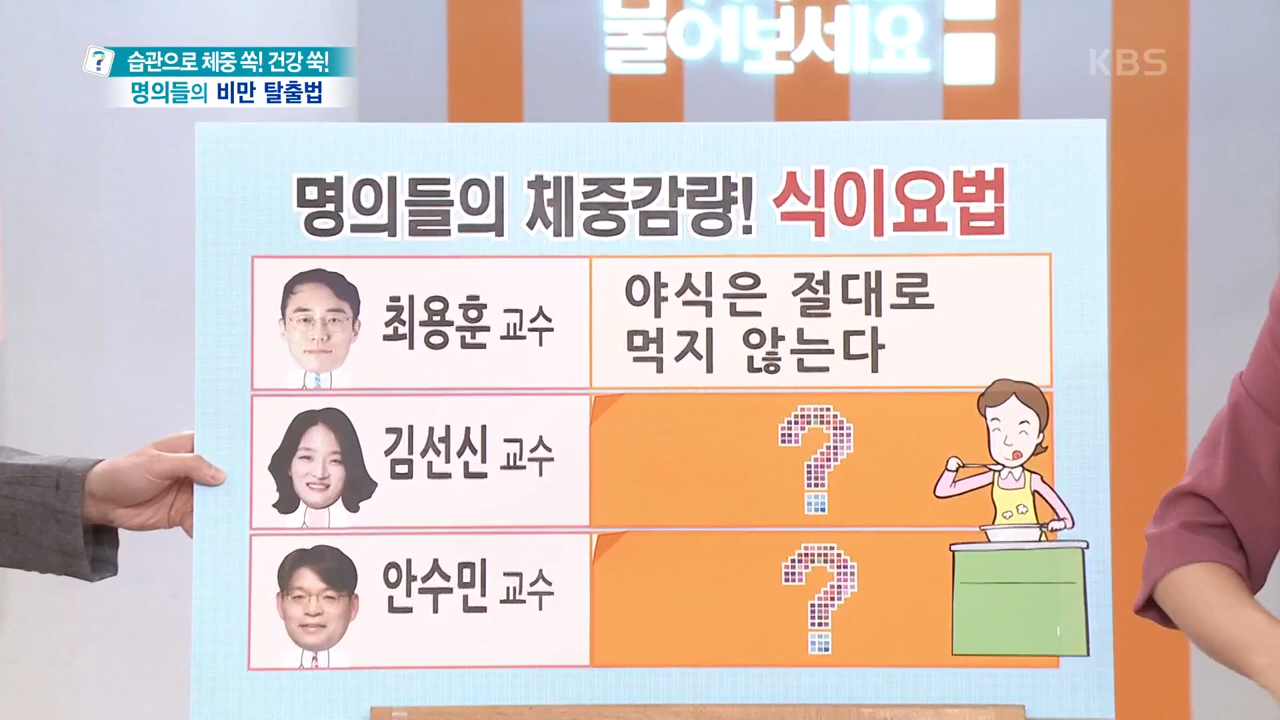 물어보세요
KBS
습관으로 체중 쏙! 건강 쑥!
명의들의 비만 탈출법
명의들의 체중감량! 식이요법
최용훈 교수
야식은 절대로
먹지 않는다
김선신 교수
?
안수민 교수
?